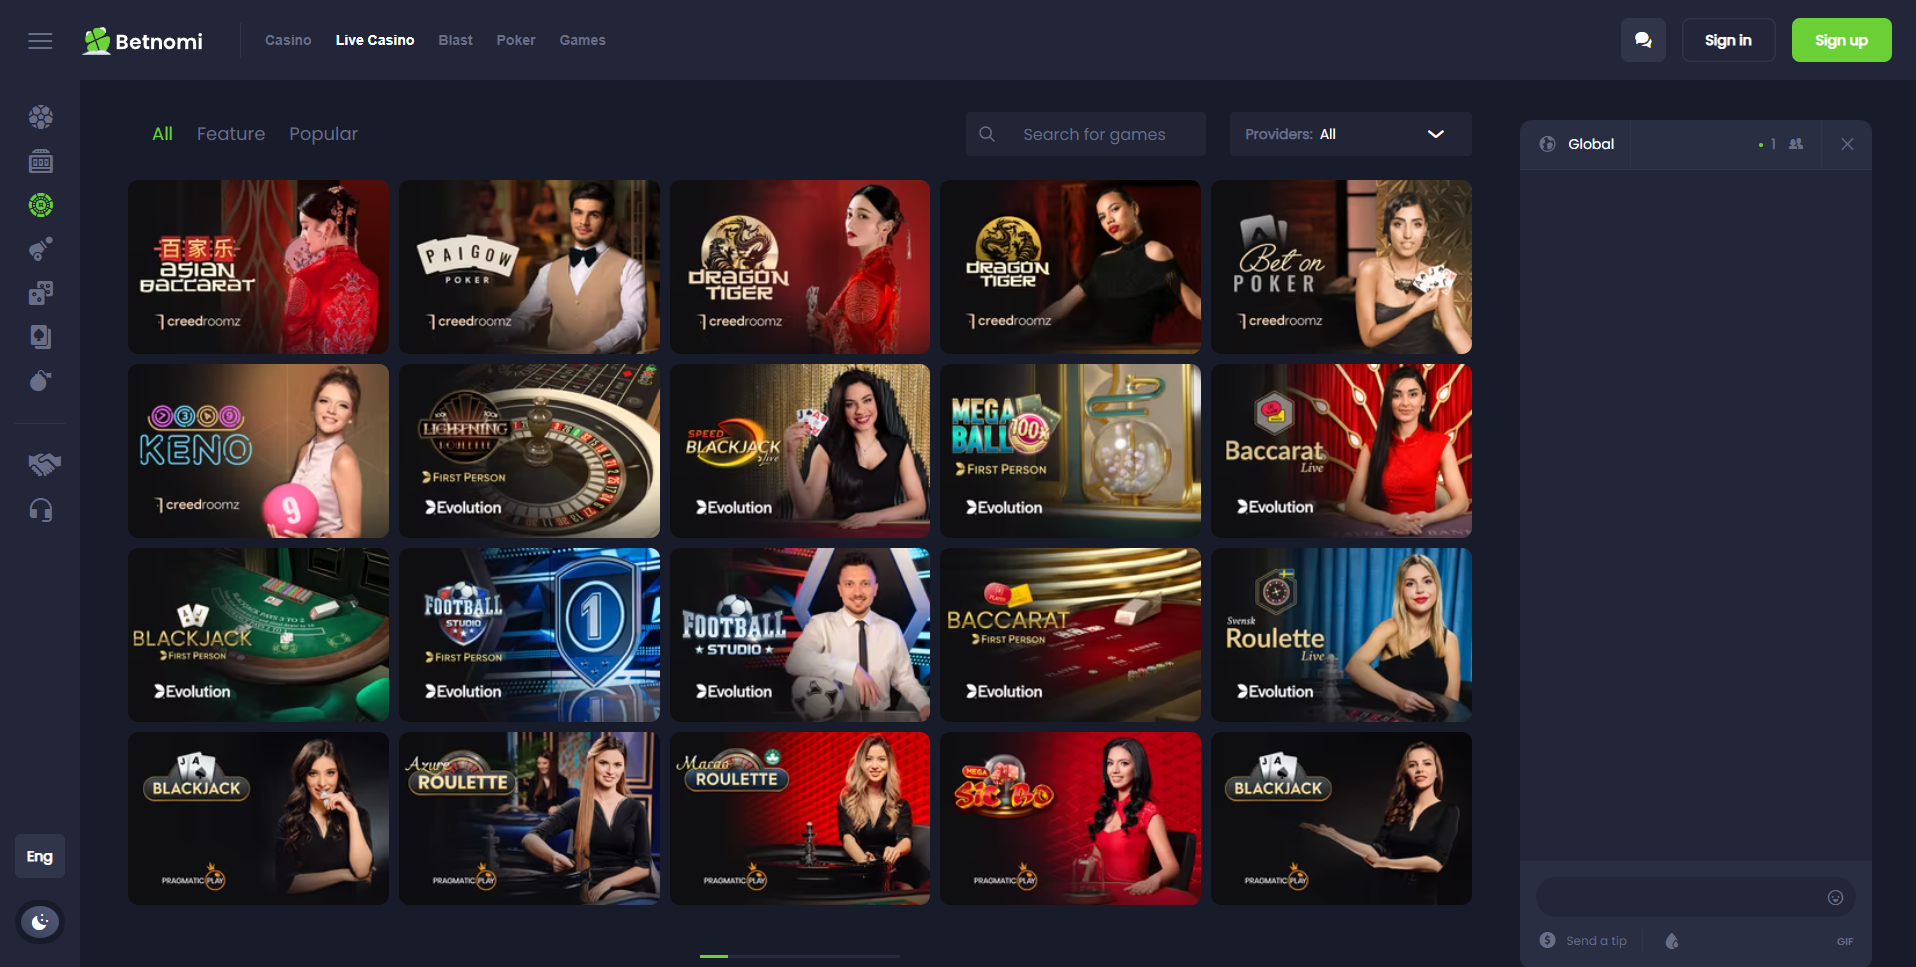 Betnomi
Casino
Live Casino
Blast
Poker
Games
Sign in
Sign up
All
Feature
Popular
Search for games
Providers: All
Global
1
百家乐
ASIAN
BACCARAT
creedroomz
PAIGOW
POKER
creedroomz
DRAGON
TIGER
creedroomz
DRAGON
TIGER
creedroomz
Bet on
POKER
creedroomz
KENO
9
creedroomz
LIGHTNING
ROULETTE
FIRST PERSON
Evolution
SPEED
BLACKJACK
Live
Evolution
MEGA
BALL
100x
FIRST PERSON
Evolution
Baccarat
Live
Evolution
BLACKJACK
FIRST PERSON
Evolution
FOOTBALL
STUDIO
FIRST PERSON
1
Evolution
FOOTBALL
STUDIO
Evolution
BACCARAT
FIRST PERSON
Evolution
Svensk
Roulette
Live
Evolution
J A
BLACKJACK
PRAGMATIC PLAY
Azure
ROULETTE
PRAGMATIC PLAY
Macao
ROULETTE
PRAGMATIC PLAY
MEGA
SIC BO
PRAGMATIC PLAY
J A
BLACKJACK
PRAGMATIC PLAY
Eng
Send a tip
GIF